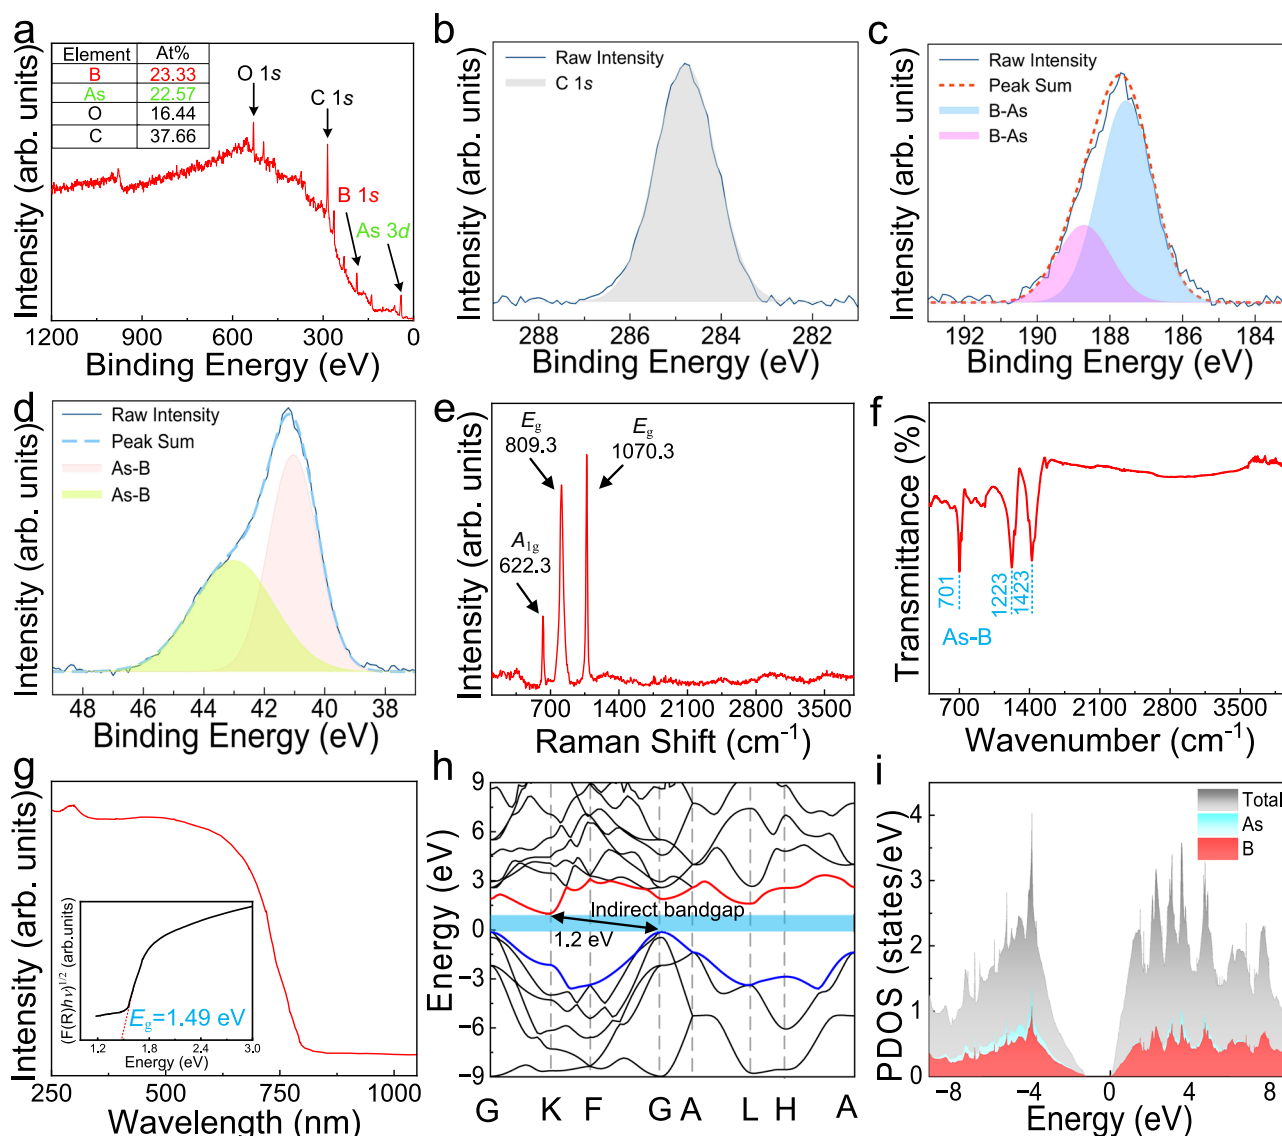 a
Element At%
B 23.33
As 22.57
O 16.44
C 37.66
O 1s
C 1s
B 1s
As 3d
Intensity (arb. units)
1200 900 600 300 0
Binding Energy (eV)
b
Raw Intensity
C 1s
Intensity (arb. units)
288 286 284 282
Binding Energy (eV)
c
Raw Intensity
Peak Sum
B-As
B-As
Intensity (arb. units)
192 190 188 186 184
Binding Energy (eV)
d
Raw Intensity
Peak Sum
As-B
As-B
Intensity (arb. units)
48 46 44 42 40 38
Binding Energy (eV)
e
Eg
809.3
Eg
1070.3
A1g
622.3
Intensity (arb. units)
700 1400 2100 2800 3500
Raman Shift (cm-1)
f
701
1223
1423
As-B
Transmittance (%)
700 1400 2100 2800 3500
Wavenumber (cm-1)
g
Intensity (arb. units)
(F(R)hν)1/2 (arb.units)
Eg=1.49 eV
1.2 1.8 2.4 3.0
Energy (eV)
250 500 750 1000
Wavelength (nm)
h
9
6
3
0
−3
−6
−9
Energy (eV)
Indirect bandgap
1.2 eV
G K F G A L H A
i
Total
As
B
4
3
2
1
0
PDOS (states/eV)
−8 −4 0 4 8
Energy (eV)